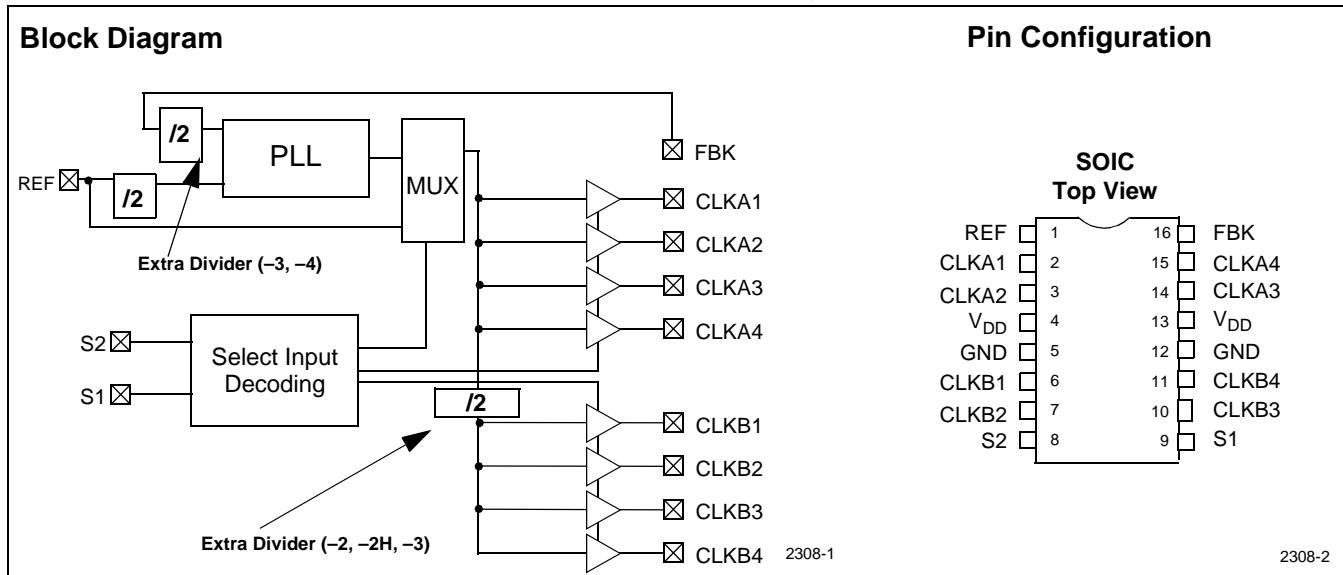 Block Diagram
/2
PLL
MUX
FBK
REF
/2
CLKA1
CLKA2
Extra Divider (–3, –4)
CLKA3
CLKA4
S2
S1
Select Input
Decoding
/2
CLKB1
CLKB2
CLKB3
CLKB4
Extra Divider (–2, –2H, –3)
2308-1
Pin Configuration
SOIC
Top View
REF 1 16 FBK
CLKA1 2 15 CLKA4
CLKA2 3 14 CLKA3
VDD 4 13 VDD
GND 5 12 GND
CLKB1 6 11 CLKB4
CLKB2 7 10 CLKB3
S2 8 9 S1
2308-2